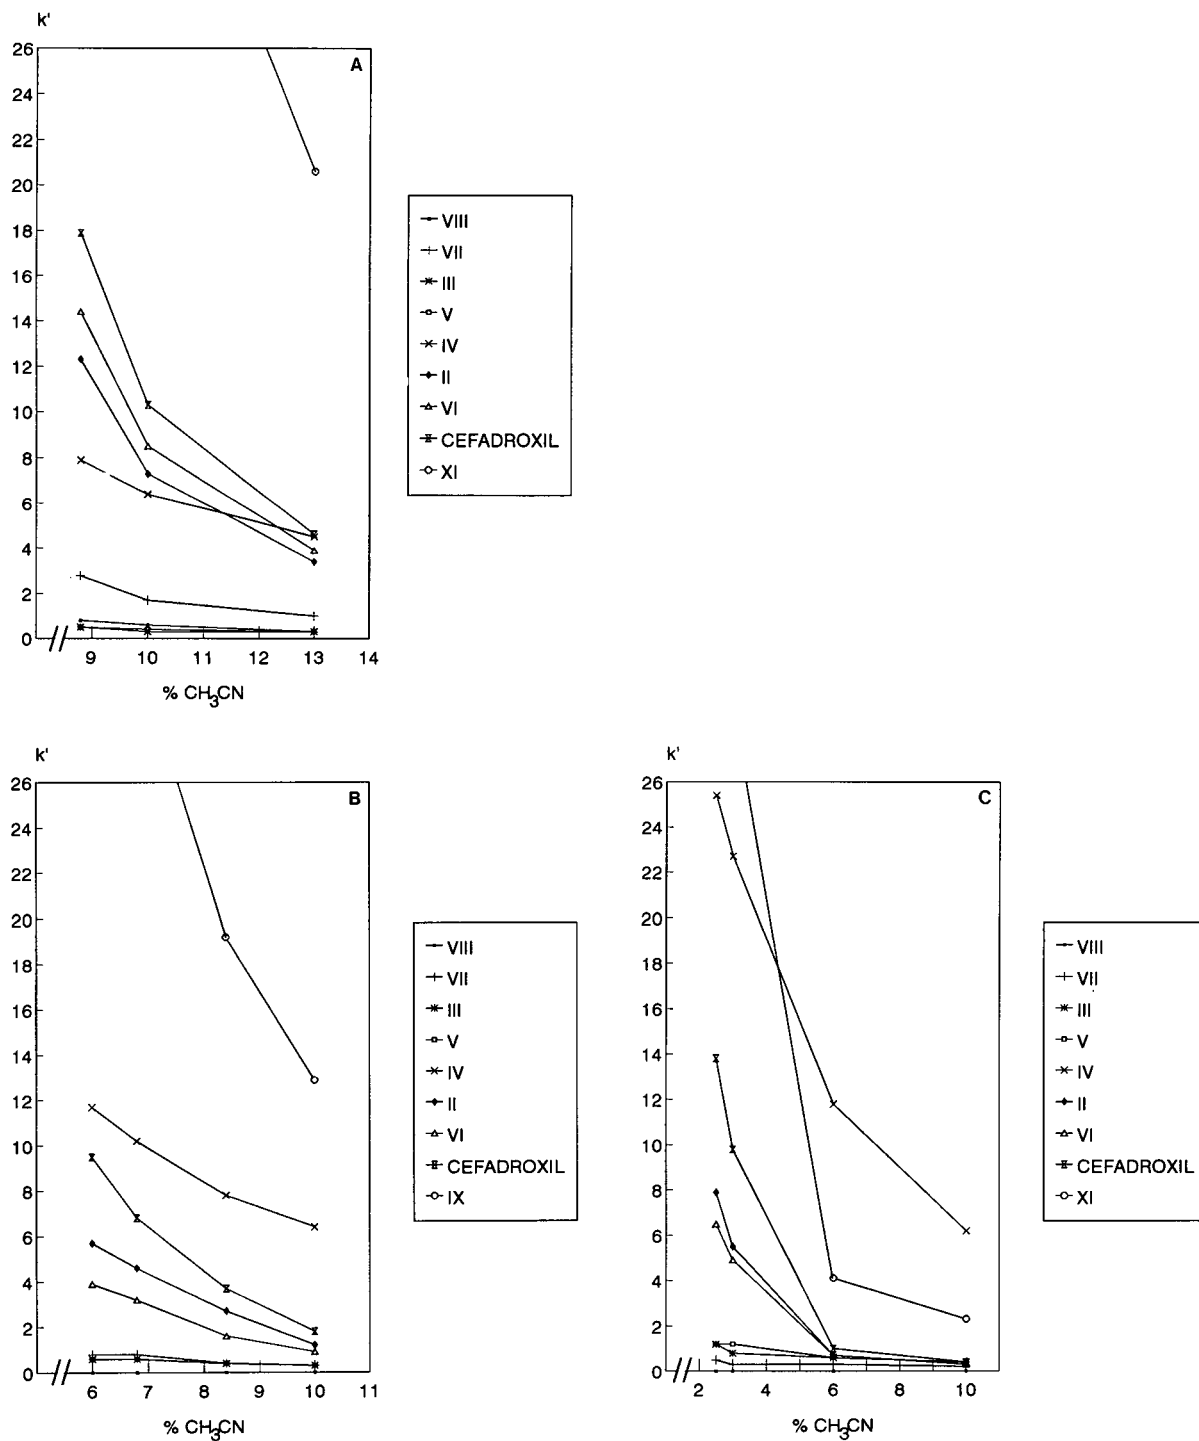 k'
26
24
22
20
18
16
14
12
10
8
6
4
2
0
A
9 10 11 12 13 14
% CH3CN
VIII
VII
III
V
IV
II
VI
CEFADROXIL
XI
k'
26
24
22
20
18
16
14
12
10
8
6
4
2
0
B
6 7 8 9 10 11
% CH3CN
VIII
VII
III
V
IV
II
VI
CEFADROXIL
IX
k'
26
24
22
20
18
16
14
12
10
8
6
4
2
0
C
2 4 6 8 10
% CH3CN
VIII
VII
III
V
IV
II
VI
CEFADROXIL
XI